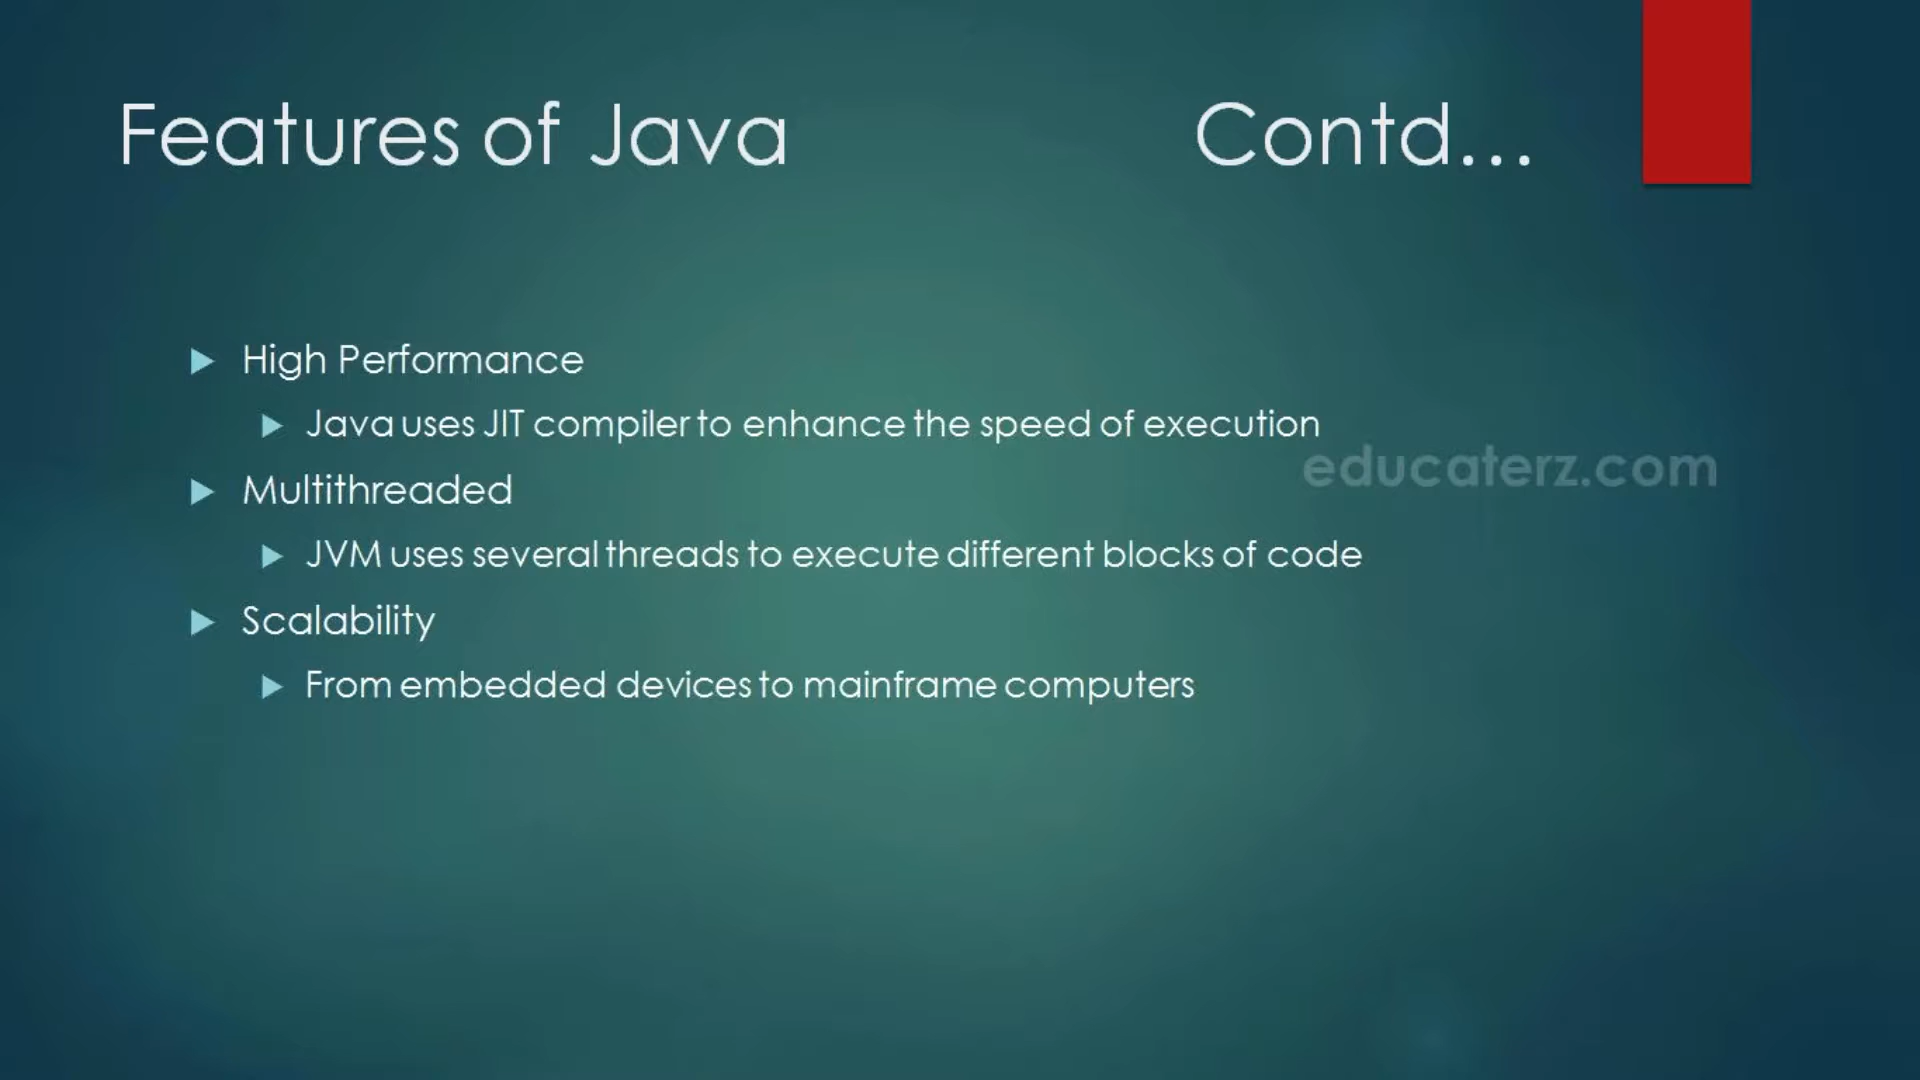 Features of Java Contd...
High Performance
Java uses JIT compiler to enhance the speed of execution
educaterz.com
Multithreaded
JVM uses several threads to execute different blocks of code
Scalability
From embedded devices to mainframe computers